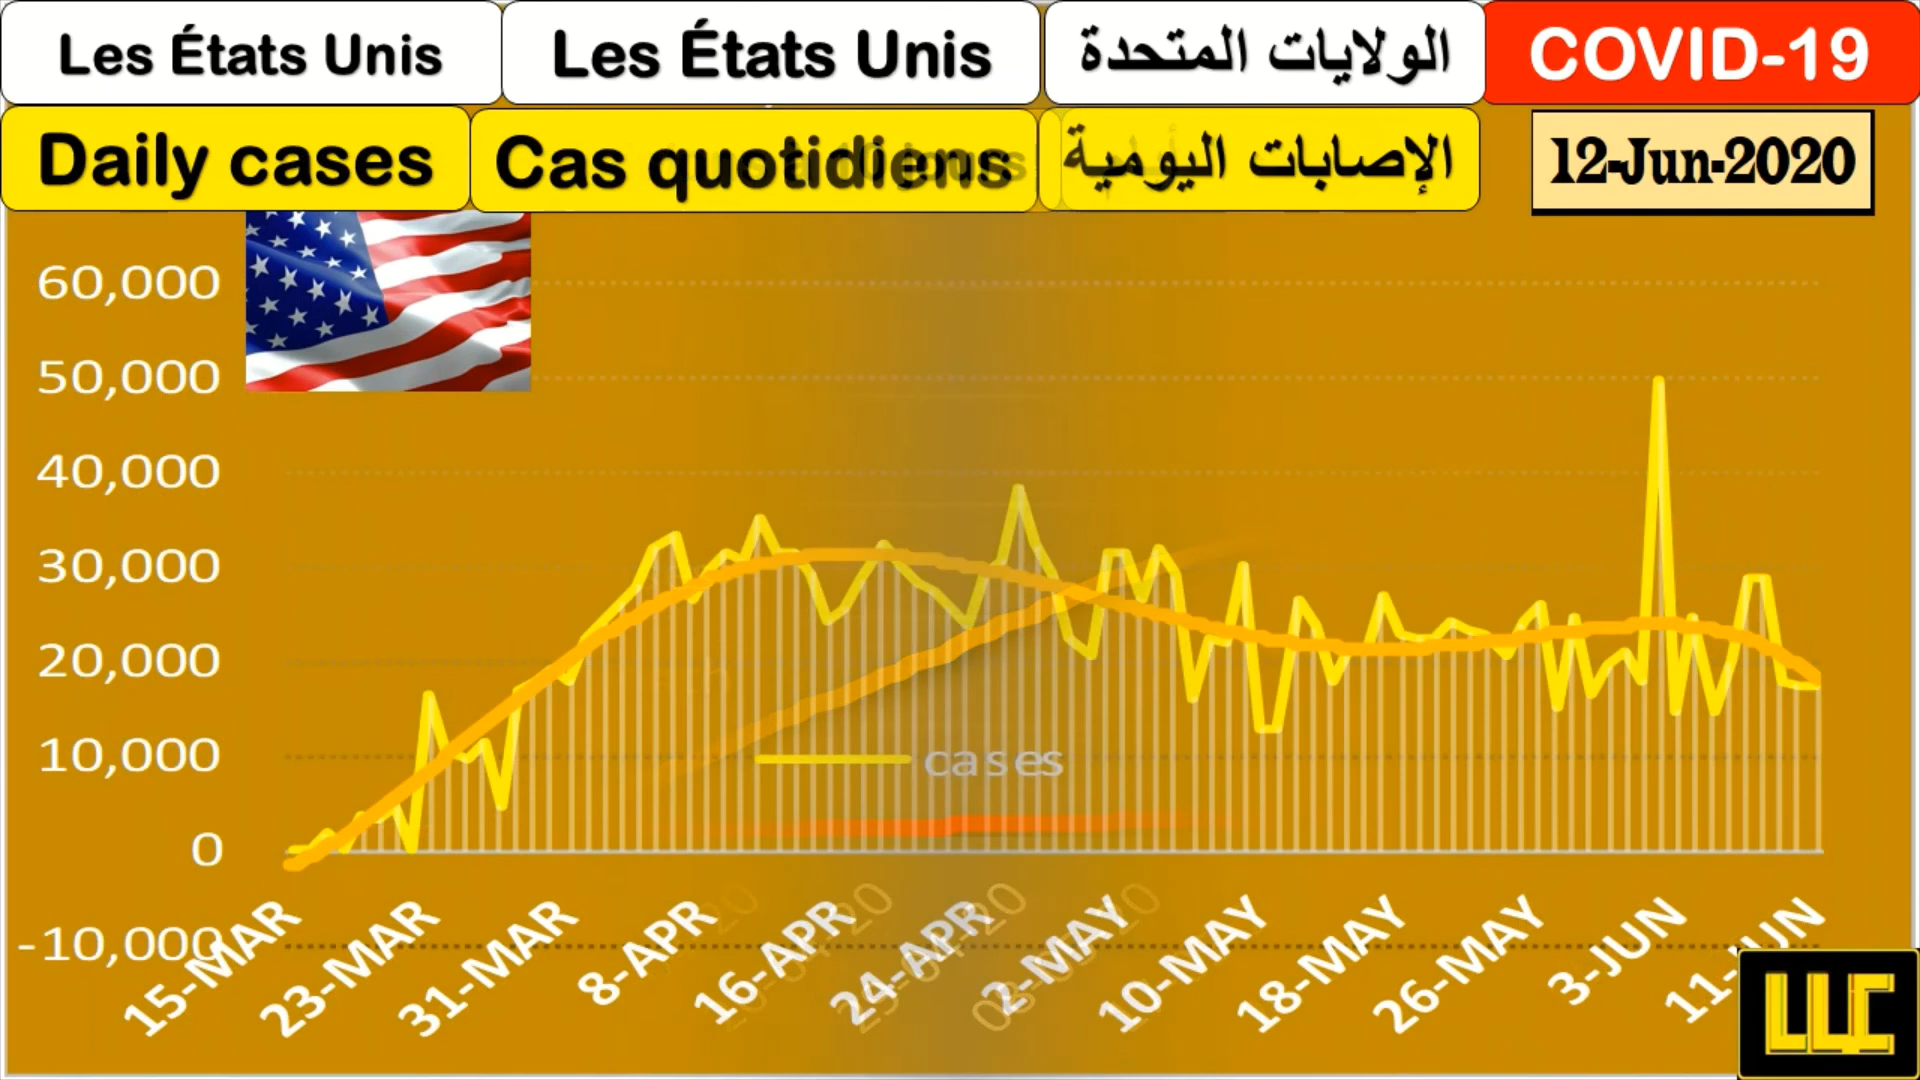 Les États Unis
Les États Unis
الولايات المتحدة
COVID-19
Daily cases
Cas quotidiens
الإصابات اليومية
12-Jun-2020
60,000
50,000
40,000
30,000
20,000
10,000
0
-10,000
cases
15-MAR
23-MAR
31-MAR
8-APR
16-APR
24-APR
2-MAY
10-MAY
18-MAY
26-MAY
3-JUN
11-JUN
LLC